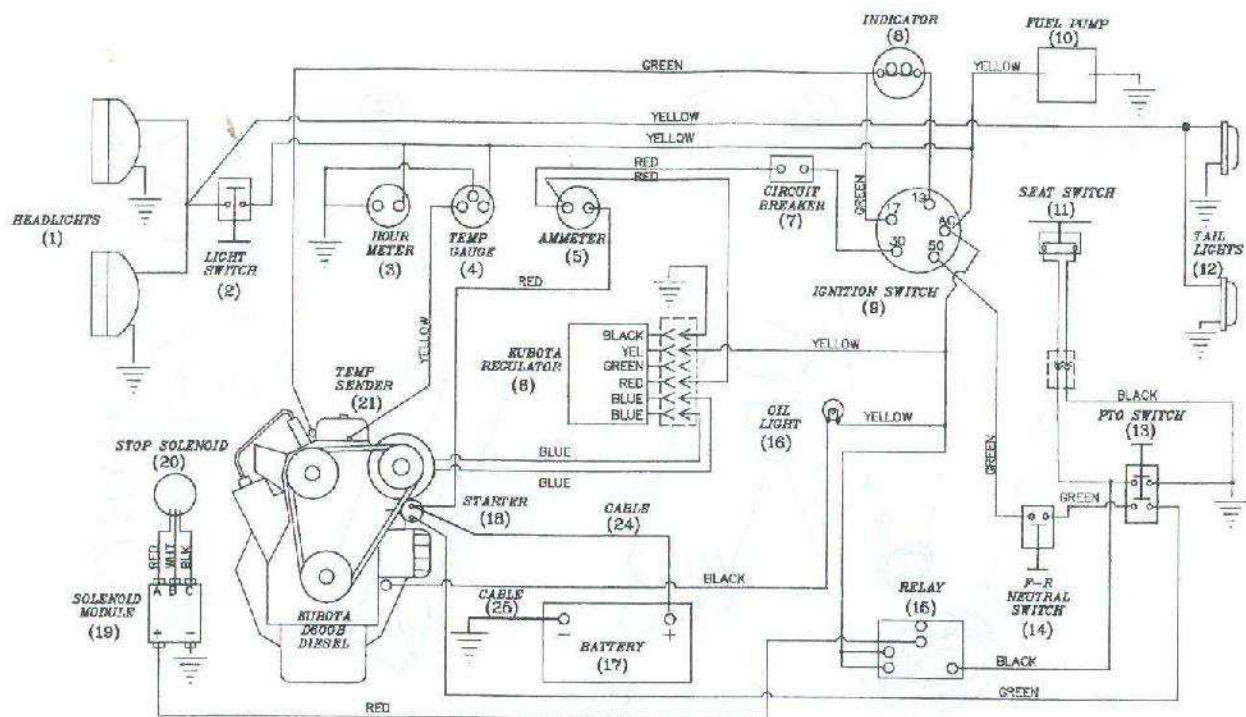 INDICATOR
(8)
FUEL PUMP
(10)
GREEN
YELLOW
YELLOW
YELLOW
RED
RED
CIRCUIT
BREAKER
(7)
GREEN
17
19
AC
30
50
SEAT SWITCH
(11)
HEADLIGHTS
(1)
LIGHT
SWITCH
(2)
HOUR
METER
(3)
TEMP
GAUGE
(4)
AMMETER
(5)
TAIL
LIGHTS
(12)
IGNITION SWITCH
(9)
RED
YELLOW
KUBOTA
REGULATOR
(6)
BLACK
YEL
GREEN
RED
BLUE
BLUE
YELLOW
TEMP
SENDER
(21)
OIL
LIGHT
(16)
YELLOW
BLACK
PTO SWITCH
(13)
STOP SOLENOID
(20)
BLUE
BLUE
GREEN
GREEN
STARTER
(18)
CABLE
(24)
RED
WHT
BLK
BLACK
F-R
NEUTRAL
SWITCH
(14)
SOLENOID
MODULE
(19)
A B C
+ −
KUBOTA
D600B
DIESEL
CABLE
(25)
− +
BATTERY
(17)
RELAY
(15)
BLACK
GREEN
RED